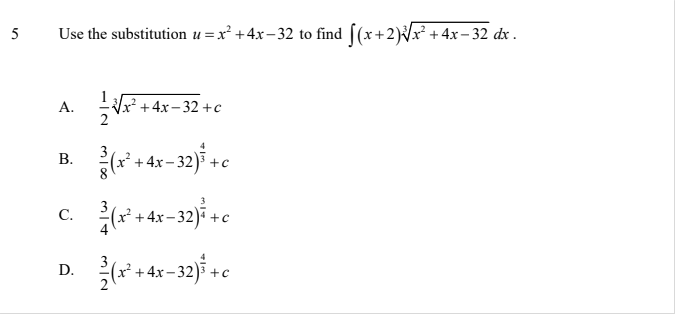 5 Use the substitution u = x² + 4x − 32 to find ∫(x + 2)∛(x² + 4x − 32) dx .
A. 1/2 ∛(x² + 4x − 32) + c
B. 3/8 (x² + 4x − 32)^(4/3) + c
C. 3/4 (x² + 4x − 32)^(3/4) + c
D. 3/2 (x² + 4x − 32)^(4/3) + c